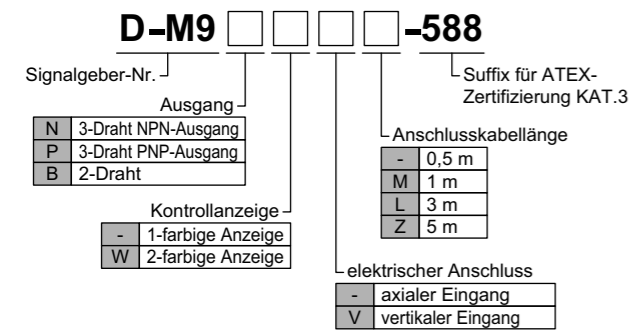 D-M9 □ □ □ □ -588
Signalgeber-Nr.
Suffix für ATEX-
Zertifizierung KAT.3
Ausgang
N 3-Draht NPN-Ausgang
P 3-Draht PNP-Ausgang
B 2-Draht
Anschlusskabellänge
- 0,5 m
M 1 m
L 3 m
Z 5 m
Kontrollanzeige
- 1-farbige Anzeige
W 2-farbige Anzeige
elektrischer Anschluss
- axialer Eingang
V vertikaler Eingang